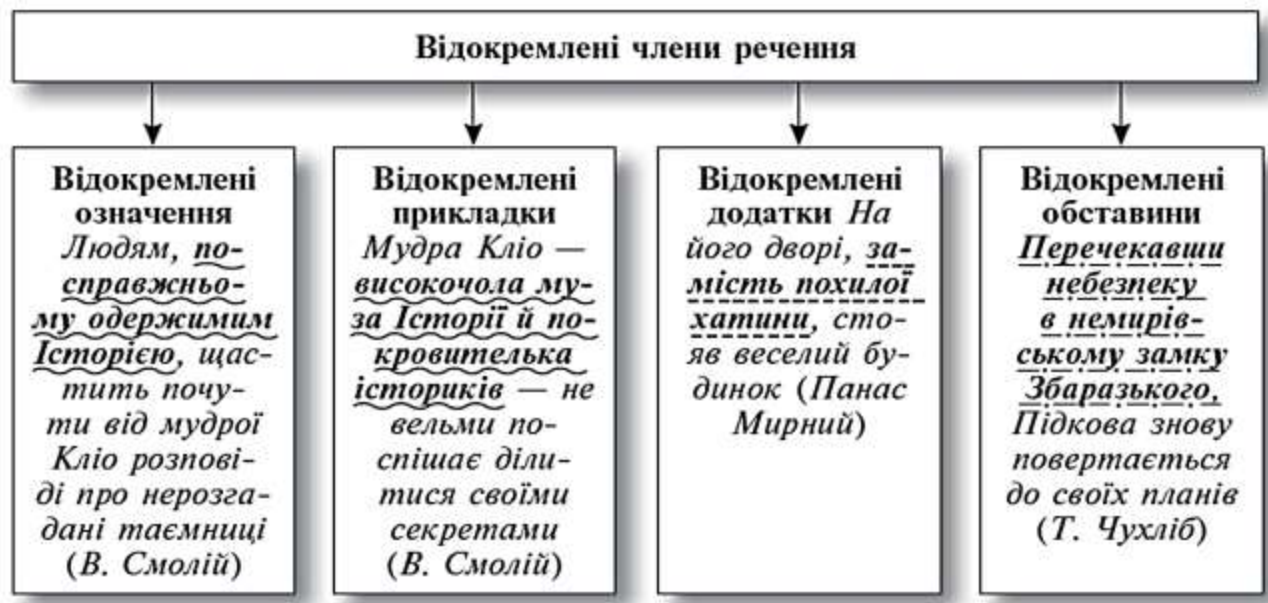 Відокремлені члени речення
Відокремлені
означення
Людям, по-
справжньо-
му одержимим
Історією, щас-
тить почу-
ти від мудрої
Кліо розпові-
ді про нерозга-
дані таємниці
(В. Смолій)
Відокремлені
прикладки
Мудра Кліо —
високочола му-
за Історії й по-
кровителька
істориків — не
вельми по-
спішає діли-
тися своїми
секретами
(В. Смолій)
Відокремлені
додатки На
його дворі, за-
мість похилої
хатини, сто-
яв веселий бу-
динок (Панас
Мирний)
Відокремлені
обставини
Перечекавши
небезпеку
в немирів-
ському замку
Збаразького,
Підкова знову
повертається
до своїх планів
(Т. Чухліб)